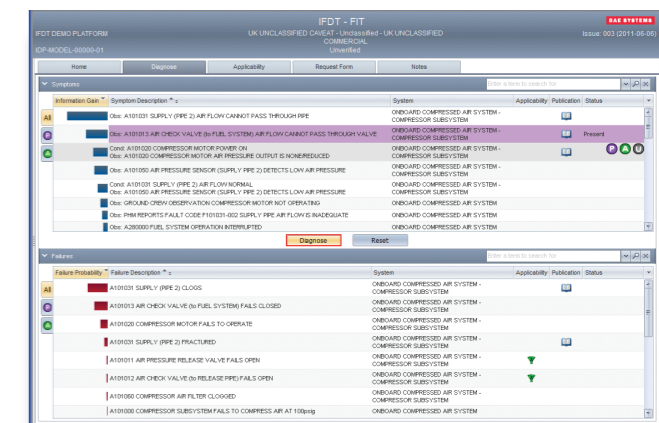 IFDT - FIT
BAE SYSTEMS
IFDT DEMO PLATFORM
UK UNCLASSIFIED CAVEAT - Unclassified - UK UNCLASSIFIED
Issue: 003 (2011-06-06)
COMMERCIAL
IDP-MODEL-00000-01
Unverified
Home Diagnose Applicability Request Form Notes
Symptoms Enter a term to search for
Information Gain Symptom Description System Applicability Publication Status
All
Obs: A101031 SUPPLY (PIPE 2) AIR FLOW CANNOT PASS THROUGH PIPE
ONBOARD COMPRESSED AIR SYSTEM -
COMPRESSOR SUBSYSTEM
P
Obs: A101013 AIR CHECK VALVE (to FUEL SYSTEM) AIR FLOW CANNOT PASS THROUGH VALVE
ONBOARD COMPRESSED AIR SYSTEM -
COMPRESSOR SUBSYSTEM
Present
A
Cond: A101020 COMPRESSOR MOTOR POWER ON
Obs: A101020 COMPRESSOR MOTOR AIR PRESSURE OUTPUT IS NONE/REDUCED
ONBOARD COMPRESSED AIR SYSTEM -
COMPRESSOR SUBSYSTEM
P A U
Obs: A101050 AIR PRESSURE SENSOR (SUPPLY PIPE 2) DETECTS LOW AIR PRESSURE
ONBOARD COMPRESSED AIR SYSTEM -
COMPRESSOR SUBSYSTEM
Cond: A101031 SUPPLY (PIPE 2) AIR FLOW NORMAL
Obs: A101050 AIR PRESSURE SENSOR (SUPPLY PIPE 2) DETECTS LOW AIR PRESSURE
ONBOARD COMPRESSED AIR SYSTEM -
COMPRESSOR SUBSYSTEM
Obs: GROUND CREW OBSERVATION COMPRESSOR MOTOR NOT OPERATING
ONBOARD COMPRESSED AIR SYSTEM
Obs: PHM REPORTS FAULT CODE F101031-002 SUPPLY PIPE AIR FLOW IS INADEQUATE
ONBOARD COMPRESSED AIR SYSTEM
Obs: A280000 FUEL SYSTEM OPERATION INTERRUPTED
ONBOARD COMPRESSED AIR SYSTEM
Diagnose Reset
Failures Enter a term to search for
Failure Probability Failure Description System Applicability Publication Status
All
A101031 SUPPLY (PIPE 2) CLOGS
ONBOARD COMPRESSED AIR SYSTEM -
COMPRESSOR SUBSYSTEM
P
A101013 AIR CHECK VALVE (to FUEL SYSTEM) FAILS CLOSED
ONBOARD COMPRESSED AIR SYSTEM -
COMPRESSOR SUBSYSTEM
A
A101020 COMPRESSOR MOTOR FAILS TO OPERATE
ONBOARD COMPRESSED AIR SYSTEM -
COMPRESSOR SUBSYSTEM
A101031 SUPPLY (PIPE 2) FRACTURED
ONBOARD COMPRESSED AIR SYSTEM -
COMPRESSOR SUBSYSTEM
A101011 AIR PRESSURE RELEASE VALVE FAILS OPEN
ONBOARD COMPRESSED AIR SYSTEM -
COMPRESSOR SUBSYSTEM
A101012 AIR CHECK VALVE (to RELEASE PIPE) FAILS OPEN
ONBOARD COMPRESSED AIR SYSTEM -
COMPRESSOR SUBSYSTEM
A101060 COMPRESSOR AIR FILTER CLOGGED
ONBOARD COMPRESSED AIR SYSTEM -
COMPRESSOR SUBSYSTEM
A101000 COMPRESSOR SUBSYSTEM FAILS TO COMPRESS AIR AT 100psig
ONBOARD COMPRESSED AIR SYSTEM